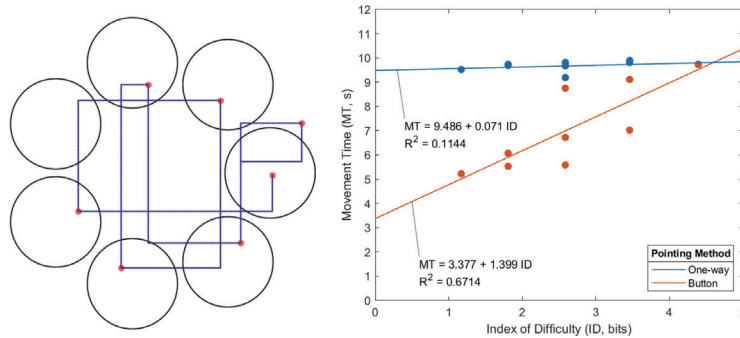 12
11
10
9
8
7
6
5
4
3
2
1
0
Movement Time (MT, s)
MT = 9.486 + 0.071 ID
R² = 0.1144
MT = 3.377 + 1.399 ID
R² = 0.6714
Pointing Method
One-way
Button
0 1 2 3 4 5
Index of Difficulty (ID, bits)